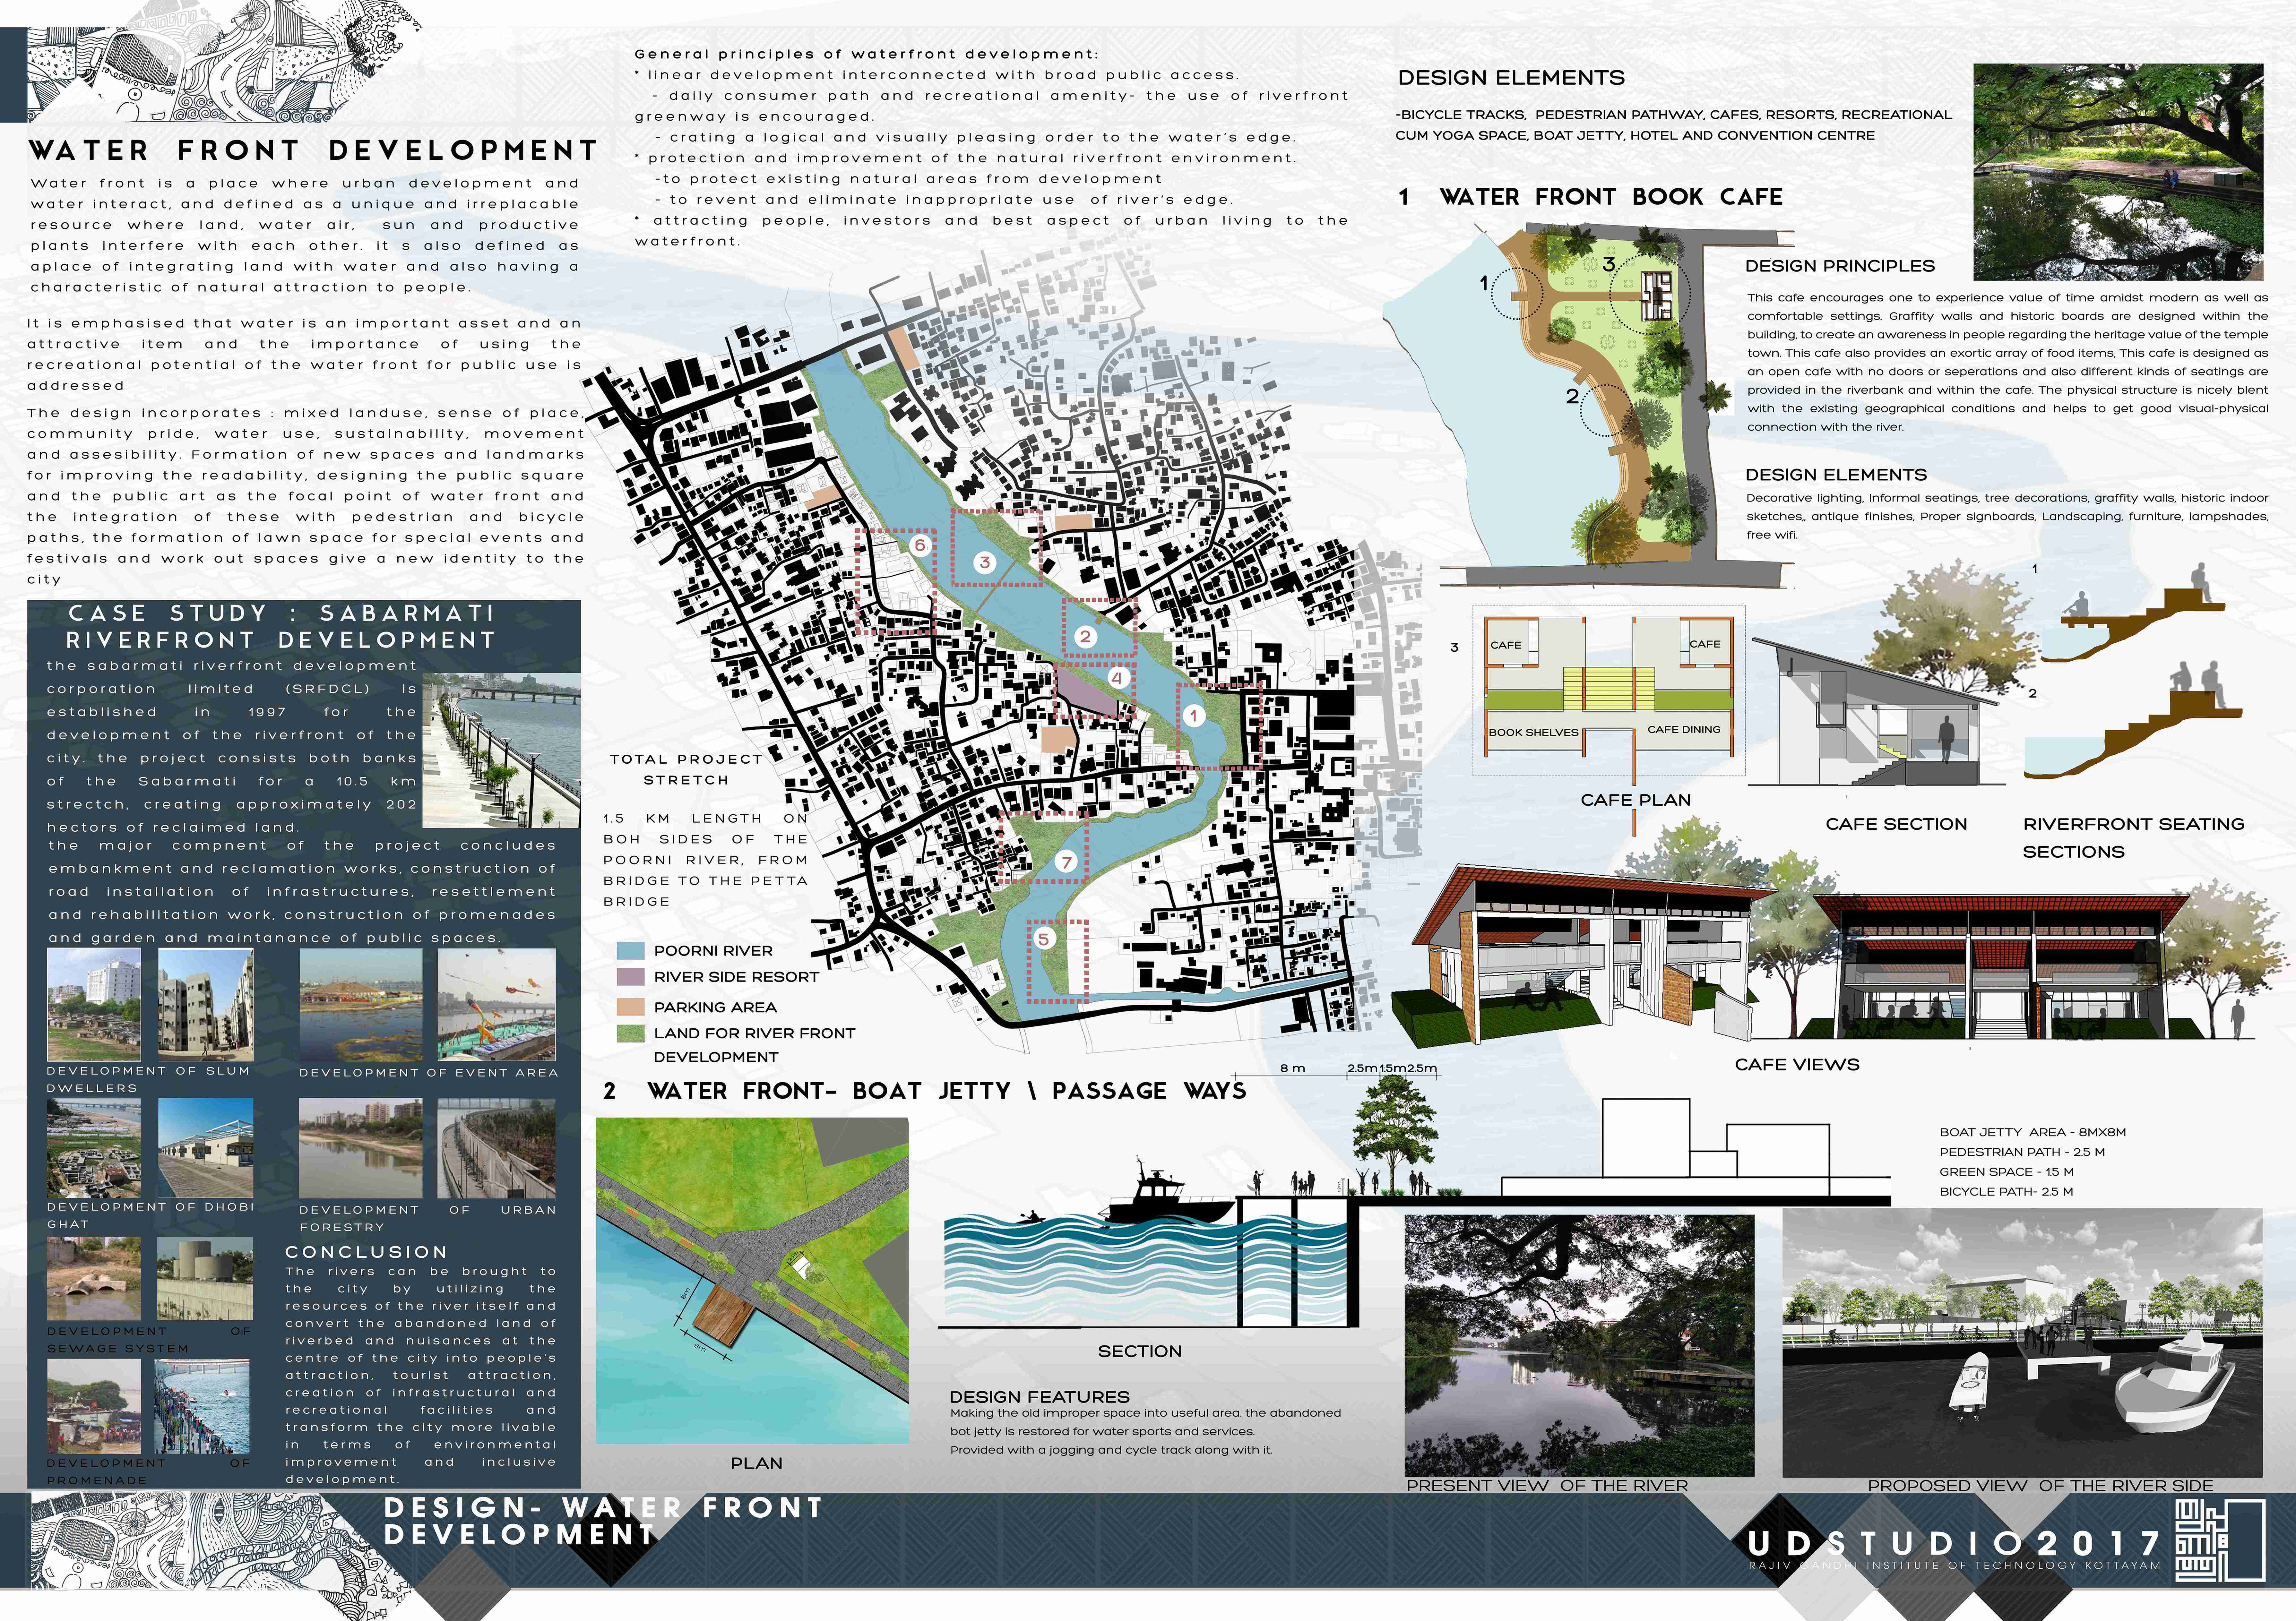 WATER FRONT DEVELOPMENT
Water front is a place where urban development and
water interact, and defined as a unique and irreplacable
resource where land, water air, sun and productive
plants interfere with each other. it s also defined as
aplace of integrating land with water and also having a
characteristic of natural attraction to people.
It is emphasised that water is an important asset and an
attractive item and the importance of using the
recreational potential of the water front for public use is
addressed
The design incorporates : mixed landuse, sense of place,
community pride, water use, sustainability, movement
and assesibility. Formation of new spaces and landmarks
for improving the readability, designing the public square
and the public art as the focal point of water front and
the integration of these with pedestrian and bicycle
paths, the formation of lawn space for special events and
festivals and work out spaces give a new identity to the
city
CASE STUDY : SABARMATI
RIVERFRONT DEVELOPMENT
the sabarmati riverfront development
corporation limited (SRFDCL) is
established in 1997 for the
development of the riverfront of the
city. the project consists both banks
of the Sabarmati for a 10.5 km
strectch, creating approximately 202
hectors of reclaimed land.
the major compnent of the project concludes
embankment and reclamation works, construction of
road installation of infrastructures, resettlement
and rehabilitation work, construction of promenades
and garden and maintanance of public spaces.
DEVELOPMENT OF SLUM
DWELLERS
DEVELOPMENT OF EVENT AREA
DEVELOPMENT OF DHOBI
GHAT
DEVELOPMENT OF URBAN
FORESTRY
DEVELOPMENT OF
SEWAGE SYSTEM
DEVELOPMENT OF
PROMENADE
CONCLUSION
The rivers can be brought to
the city by utilizing the
resources of the river itself and
convert the abandoned land of
riverbed and nuisances at the
centre of the city into people's
attraction, tourist attraction,
creation of infrastructural and
recreational facilities and
transform the city more livable
in terms of environmental
improvement and inclusive
development.
General principles of waterfront development:
* linear development interconnected with broad public access.
- daily consumer path and recreational amenity- the use of riverfront
greenway is encouraged.
- crating a logical and visually pleasing order to the water's edge.
* protection and improvement of the natural riverfront environment.
-to protect existing natural areas from development
- to revent and eliminate inappropriate use of river's edge.
* attracting people, investors and best aspect of urban living to the
waterfront.
6
3
2
4
1
7
5
TOTAL PROJECT
STRETCH
1.5 KM LENGTH ON
BOH SIDES OF THE
POORNI RIVER, FROM
BRIDGE TO THE PETTA
BRIDGE
POORNI RIVER
RIVER SIDE RESORT
PARKING AREA
LAND FOR RIVER FRONT
DEVELOPMENT
2 WATER FRONT- BOAT JETTY \ PASSAGE WAYS
8m
8m
PLAN
8 m
2.5m
1.5m
2.5m
SECTION
DESIGN FEATURES
Making the old improper space into useful area. the abandoned
bot jetty is restored for water sports and services.
Provided with a jogging and cycle track along with it.
DESIGN ELEMENTS
-BICYCLE TRACKS, PEDESTRIAN PATHWAY, CAFES, RESORTS, RECREATIONAL
CUM YOGA SPACE, BOAT JETTY, HOTEL AND CONVENTION CENTRE
1 WATER FRONT BOOK CAFE
1
3
2
DESIGN PRINCIPLES
This cafe encourages one to experience value of time amidst modern as well as
comfortable settings. Graffity walls and historic boards are designed within the
building, to create an awareness in people regarding the heritage value of the temple
town. This cafe also provides an exortic array of food items, This cafe is designed as
an open cafe with no doors or seperations and also different kinds of seatings are
provided in the riverbank and within the cafe. The physical structure is nicely blent
with the existing geographical conditions and helps to get good visual-physical
connection with the river.
DESIGN ELEMENTS
Decorative lighting, Informal seatings, tree decorations, graffity walls, historic indoor
sketches,, antique finishes, Proper signboards, Landscaping, furniture, lampshades,
free wifi.
3
CAFE
CAFE
BOOK SHELVES
CAFE DINING
CAFE PLAN
CAFE SECTION
1
2
RIVERFRONT SEATING
SECTIONS
CAFE VIEWS
BOAT JETTY AREA - 8MX8M
PEDESTRIAN PATH - 2.5 M
GREEN SPACE - 1.5 M
BICYCLE PATH- 2.5 M
PRESENT VIEW OF THE RIVER
PROPOSED VIEW OF THE RIVER SIDE
DESIGN- WATER FRONT
DEVELOPMENT
UDSTUDIO2017
RAJIV GANDHI INSTITUTE OF TECHNOLOGY KOTTAYAM